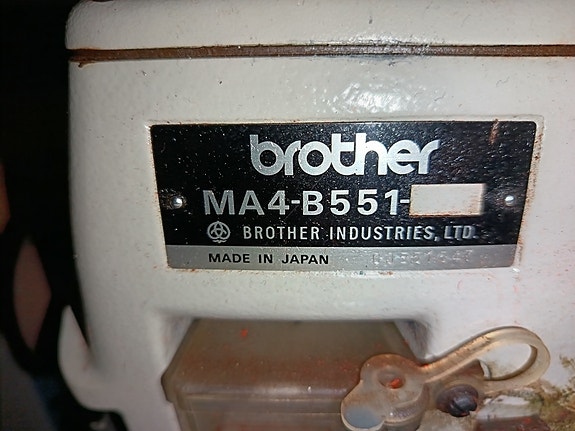 brother
MA4-B551-
BROTHER INDUSTRIES, LTD.
MADE IN JAPAN